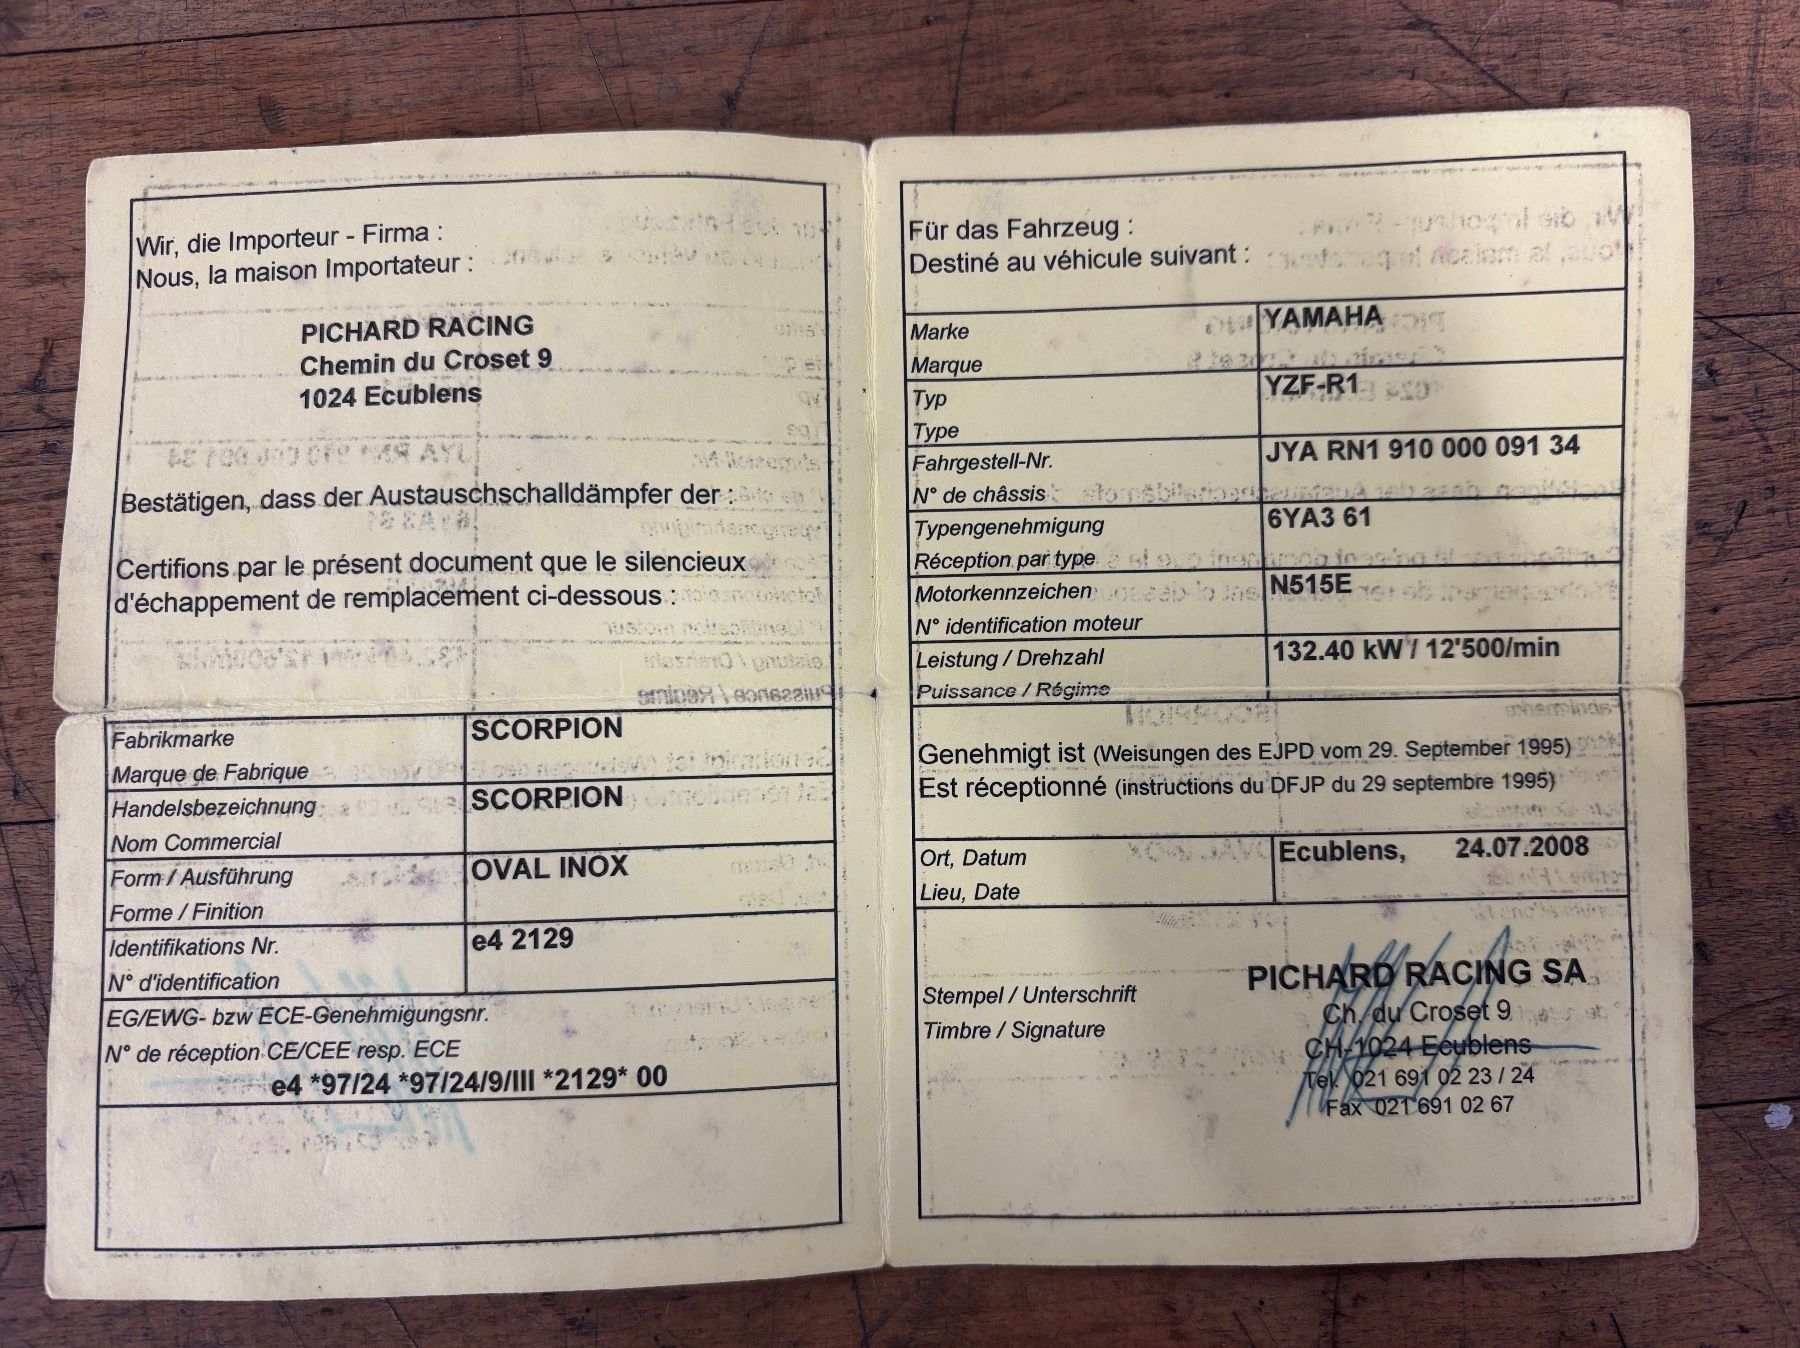 Wir, die Importeur - Firma :
Nous, la maison Importateur :
PICHARD RACING
Chemin du Croset 9
1024 Ecublens
Bestätigen, dass der Austauschschalldämpfer der :
Certifions par le présent document que le silencieux
d'échappement de remplacement ci-dessous :
Fabrikmarke SCORPION
Marque de Fabrique
Handelsbezeichnung SCORPION
Nom Commercial
Form / Ausführung OVAL INOX
Forme / Finition
Identifikations Nr. e4 2129
N° d'identification
EG/EWG- bzw ECE-Genehmigungsnr.
N° de réception CE/CEE resp. ECE
e4 *97/24 *97/24/9/III *2129* 00
Für das Fahrzeug :
Destiné au véhicule suivant :
Marke YAMAHA
Marque
Typ YZF-R1
Type
Fahrgestell-Nr. JYA RN1 910 000 091 34
N° de châssis
Typengenehmigung 6YA3 61
Réception par type
Motorkennzeichen N515E
N° identification moteur
Leistung / Drehzahl 132.40 kW / 12'500/min
Puissance / Régime
Genehmigt ist (Weisungen des EJPD vom 29. September 1995)
Est réceptionné (instructions du DFJP du 29 septembre 1995)
Ort, Datum Ecublens, 24.07.2008
Lieu, Date
Stempel / Unterschrift
Timbre / Signature
PICHARD RACING SA
Ch. du Croset 9
CH-1024 Ecublens
Tel. 021 691 02 23 / 24
Fax 021 691 02 67